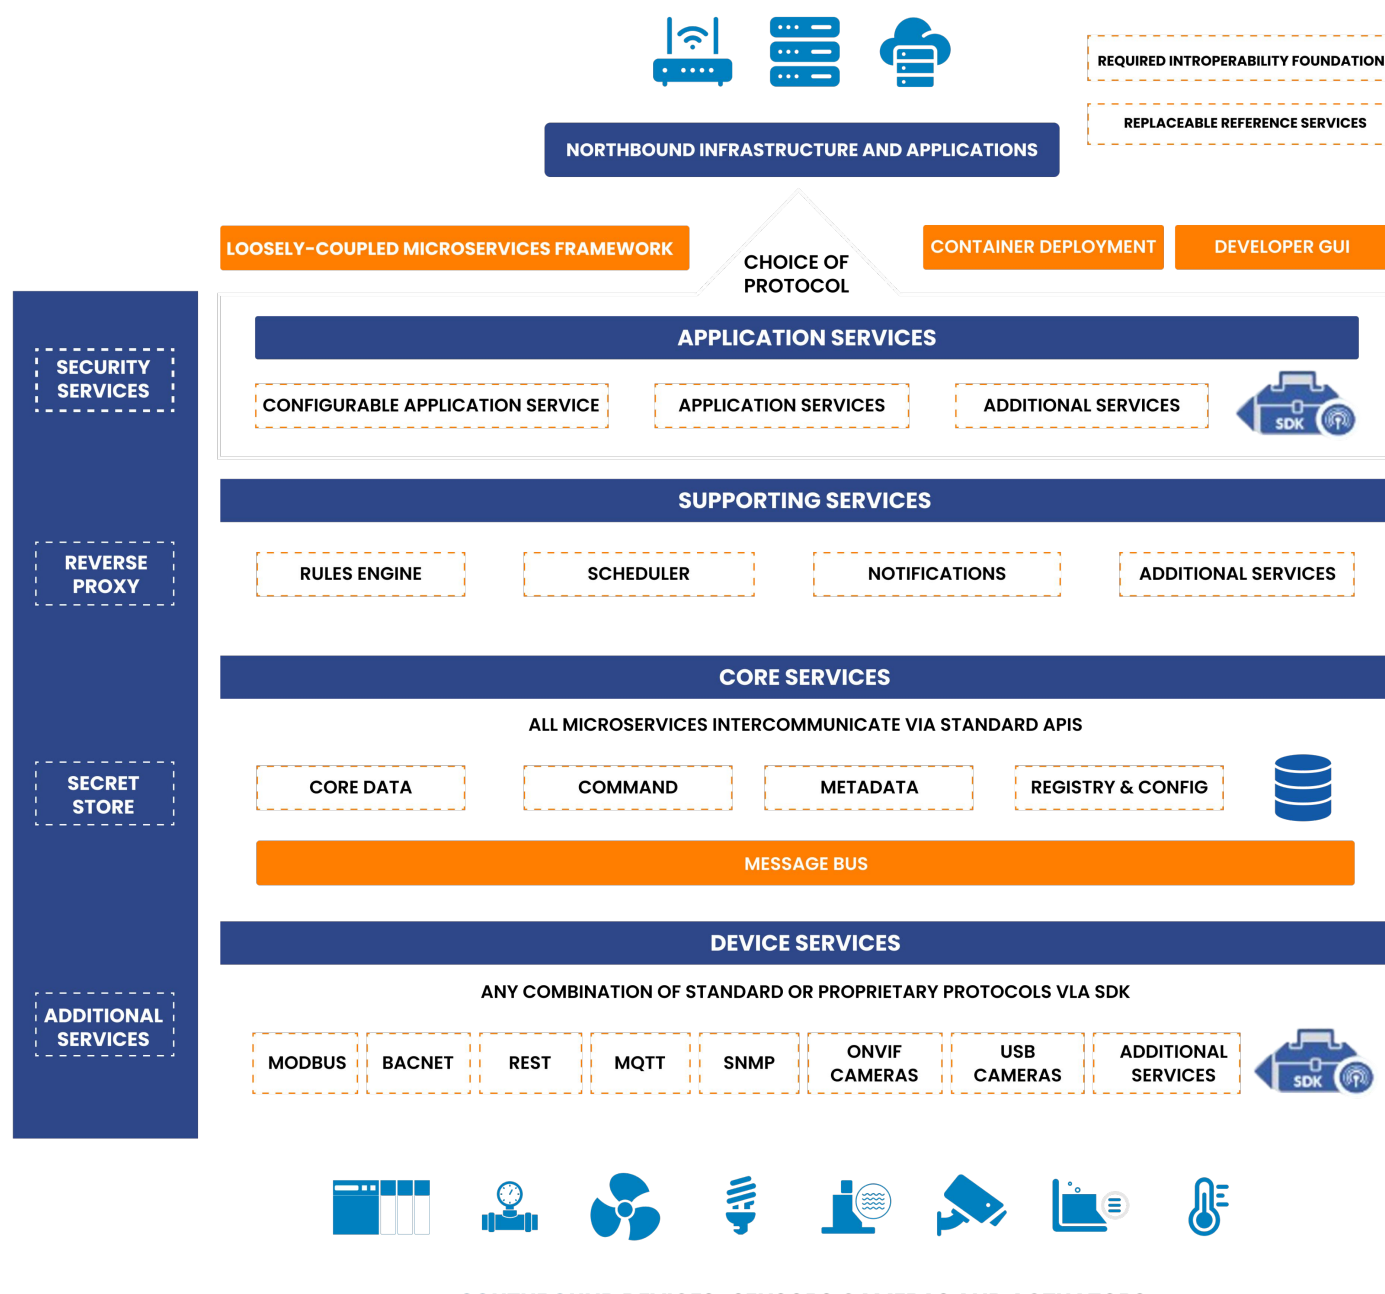 REQUIRED INTROPERABILITY FOUNDATION
REPLACEABLE REFERENCE SERVICES
NORTHBOUND INFRASTRUCTURE AND APPLICATIONS
LOOSELY-COUPLED MICROSERVICES FRAMEWORK
CHOICE OF
PROTOCOL
CONTAINER DEPLOYMENT
DEVELOPER GUI
SECURITY
SERVICES
REVERSE
PROXY
SECRET
STORE
ADDITIONAL
SERVICES
APPLICATION SERVICES
CONFIGURABLE APPLICATION SERVICE
APPLICATION SERVICES
ADDITIONAL SERVICES
SDK
SUPPORTING SERVICES
RULES ENGINE
SCHEDULER
NOTIFICATIONS
ADDITIONAL SERVICES
CORE SERVICES
ALL MICROSERVICES INTERCOMMUNICATE VIA STANDARD APIS
CORE DATA
COMMAND
METADATA
REGISTRY & CONFIG
MESSAGE BUS
DEVICE SERVICES
ANY COMBINATION OF STANDARD OR PROPRIETARY PROTOCOLS VLA SDK
MODBUS
BACNET
REST
MQTT
SNMP
ONVIF
CAMERAS
USB
CAMERAS
ADDITIONAL
SERVICES
SDK